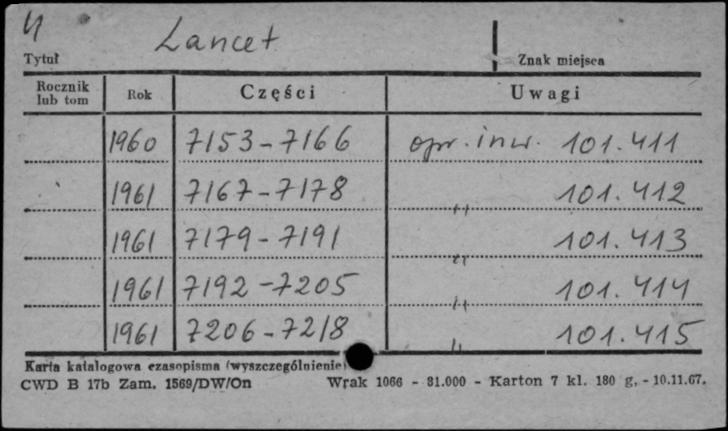 4 Lancet
Tytuł Znak miejsca
Rocznik lub tom Rok Części Uwagi
1960 7153-7166 opr. inw. 101.411
1961 7167-7178 " 101.412
1961 7179-7191 " 101.413
1961 7192-7205 " 101.414
1961 7206-7218 " 101.415
Karta katalogowa czasopisma (wyszczególnienie)
CWD B 17b Zam. 1569/DW/On Wrak 1066 - 31.000 - Karton 7 kl. 180 g. - 10.11.67.